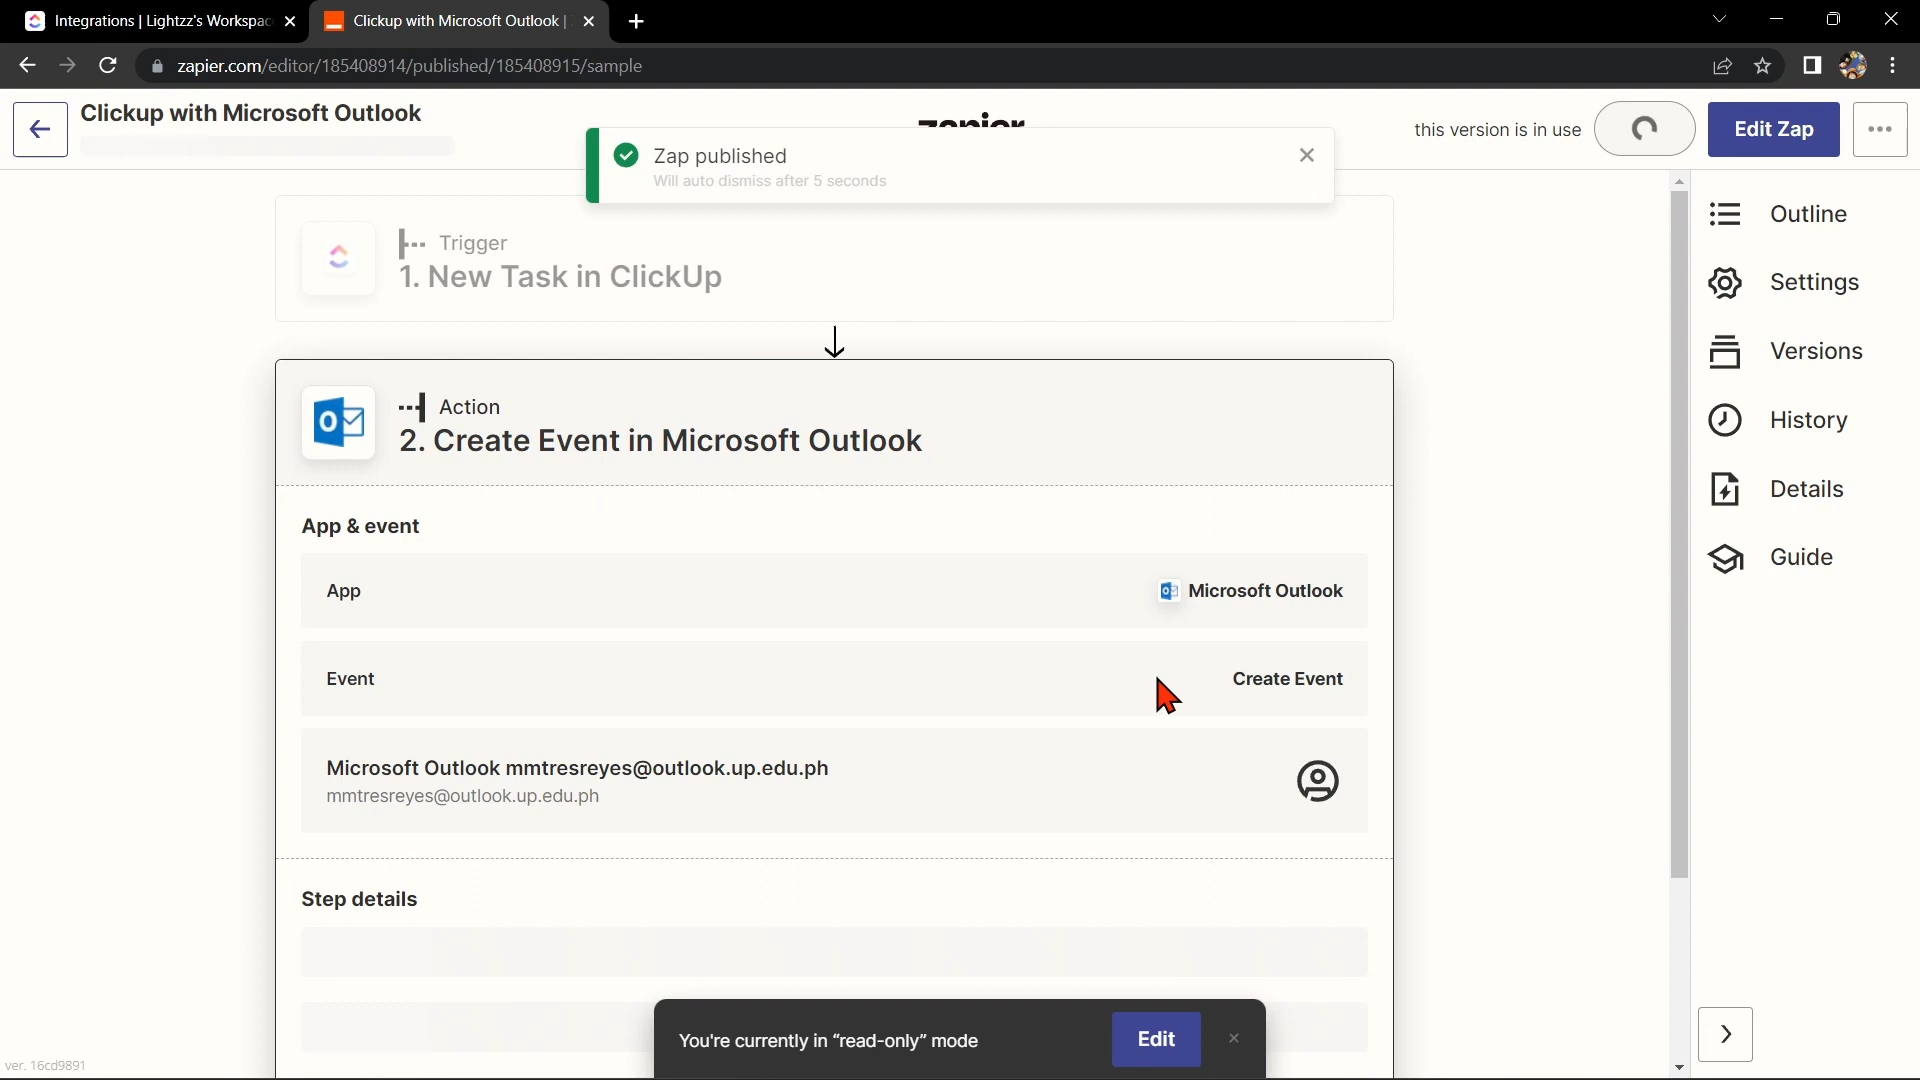 Integrations | Lightzz's Workspac
Clickup with Microsoft Outlook |
zapier.com/editor/185408914/published/185408915/sample
Clickup with Microsoft Outlook
zapier
this version is in use
Edit Zap
Zap published
Will auto dismiss after 5 seconds
Trigger
1. New Task in ClickUp
Action
2. Create Event in Microsoft Outlook
App & event
App
Microsoft Outlook
Event
Create Event
Microsoft Outlook mmtresreyes@outlook.up.edu.ph
mmtresreyes@outlook.up.edu.ph
Step details
Outline
Settings
Versions
History
Details
Guide
You're currently in “read-only” mode
Edit
ver. 16cd9891